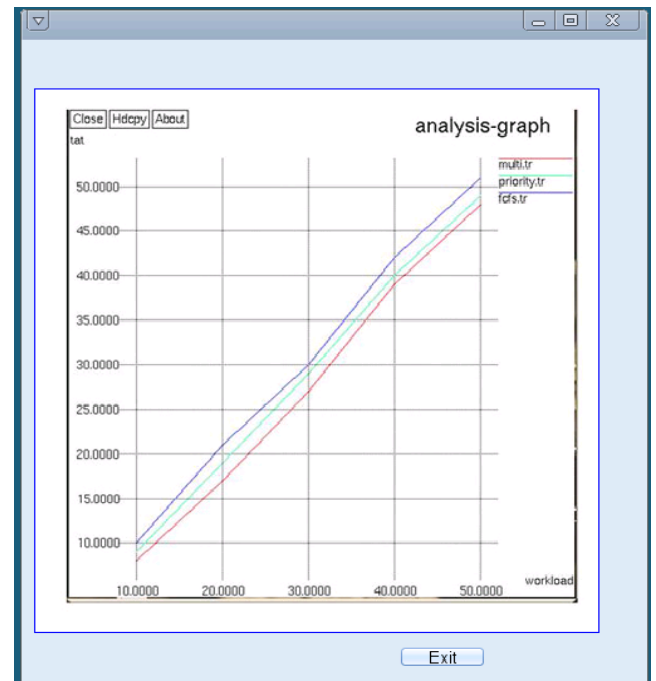 Close Hdcpy About
analysis-graph
tat
multi.tr
priority.tr
fcfs.tr
50.0000
45.0000
40.0000
35.0000
30.0000
25.0000
20.0000
15.0000
10.0000
workload
10.0000 20.0000 30.0000 40.0000 50.0000
Exit